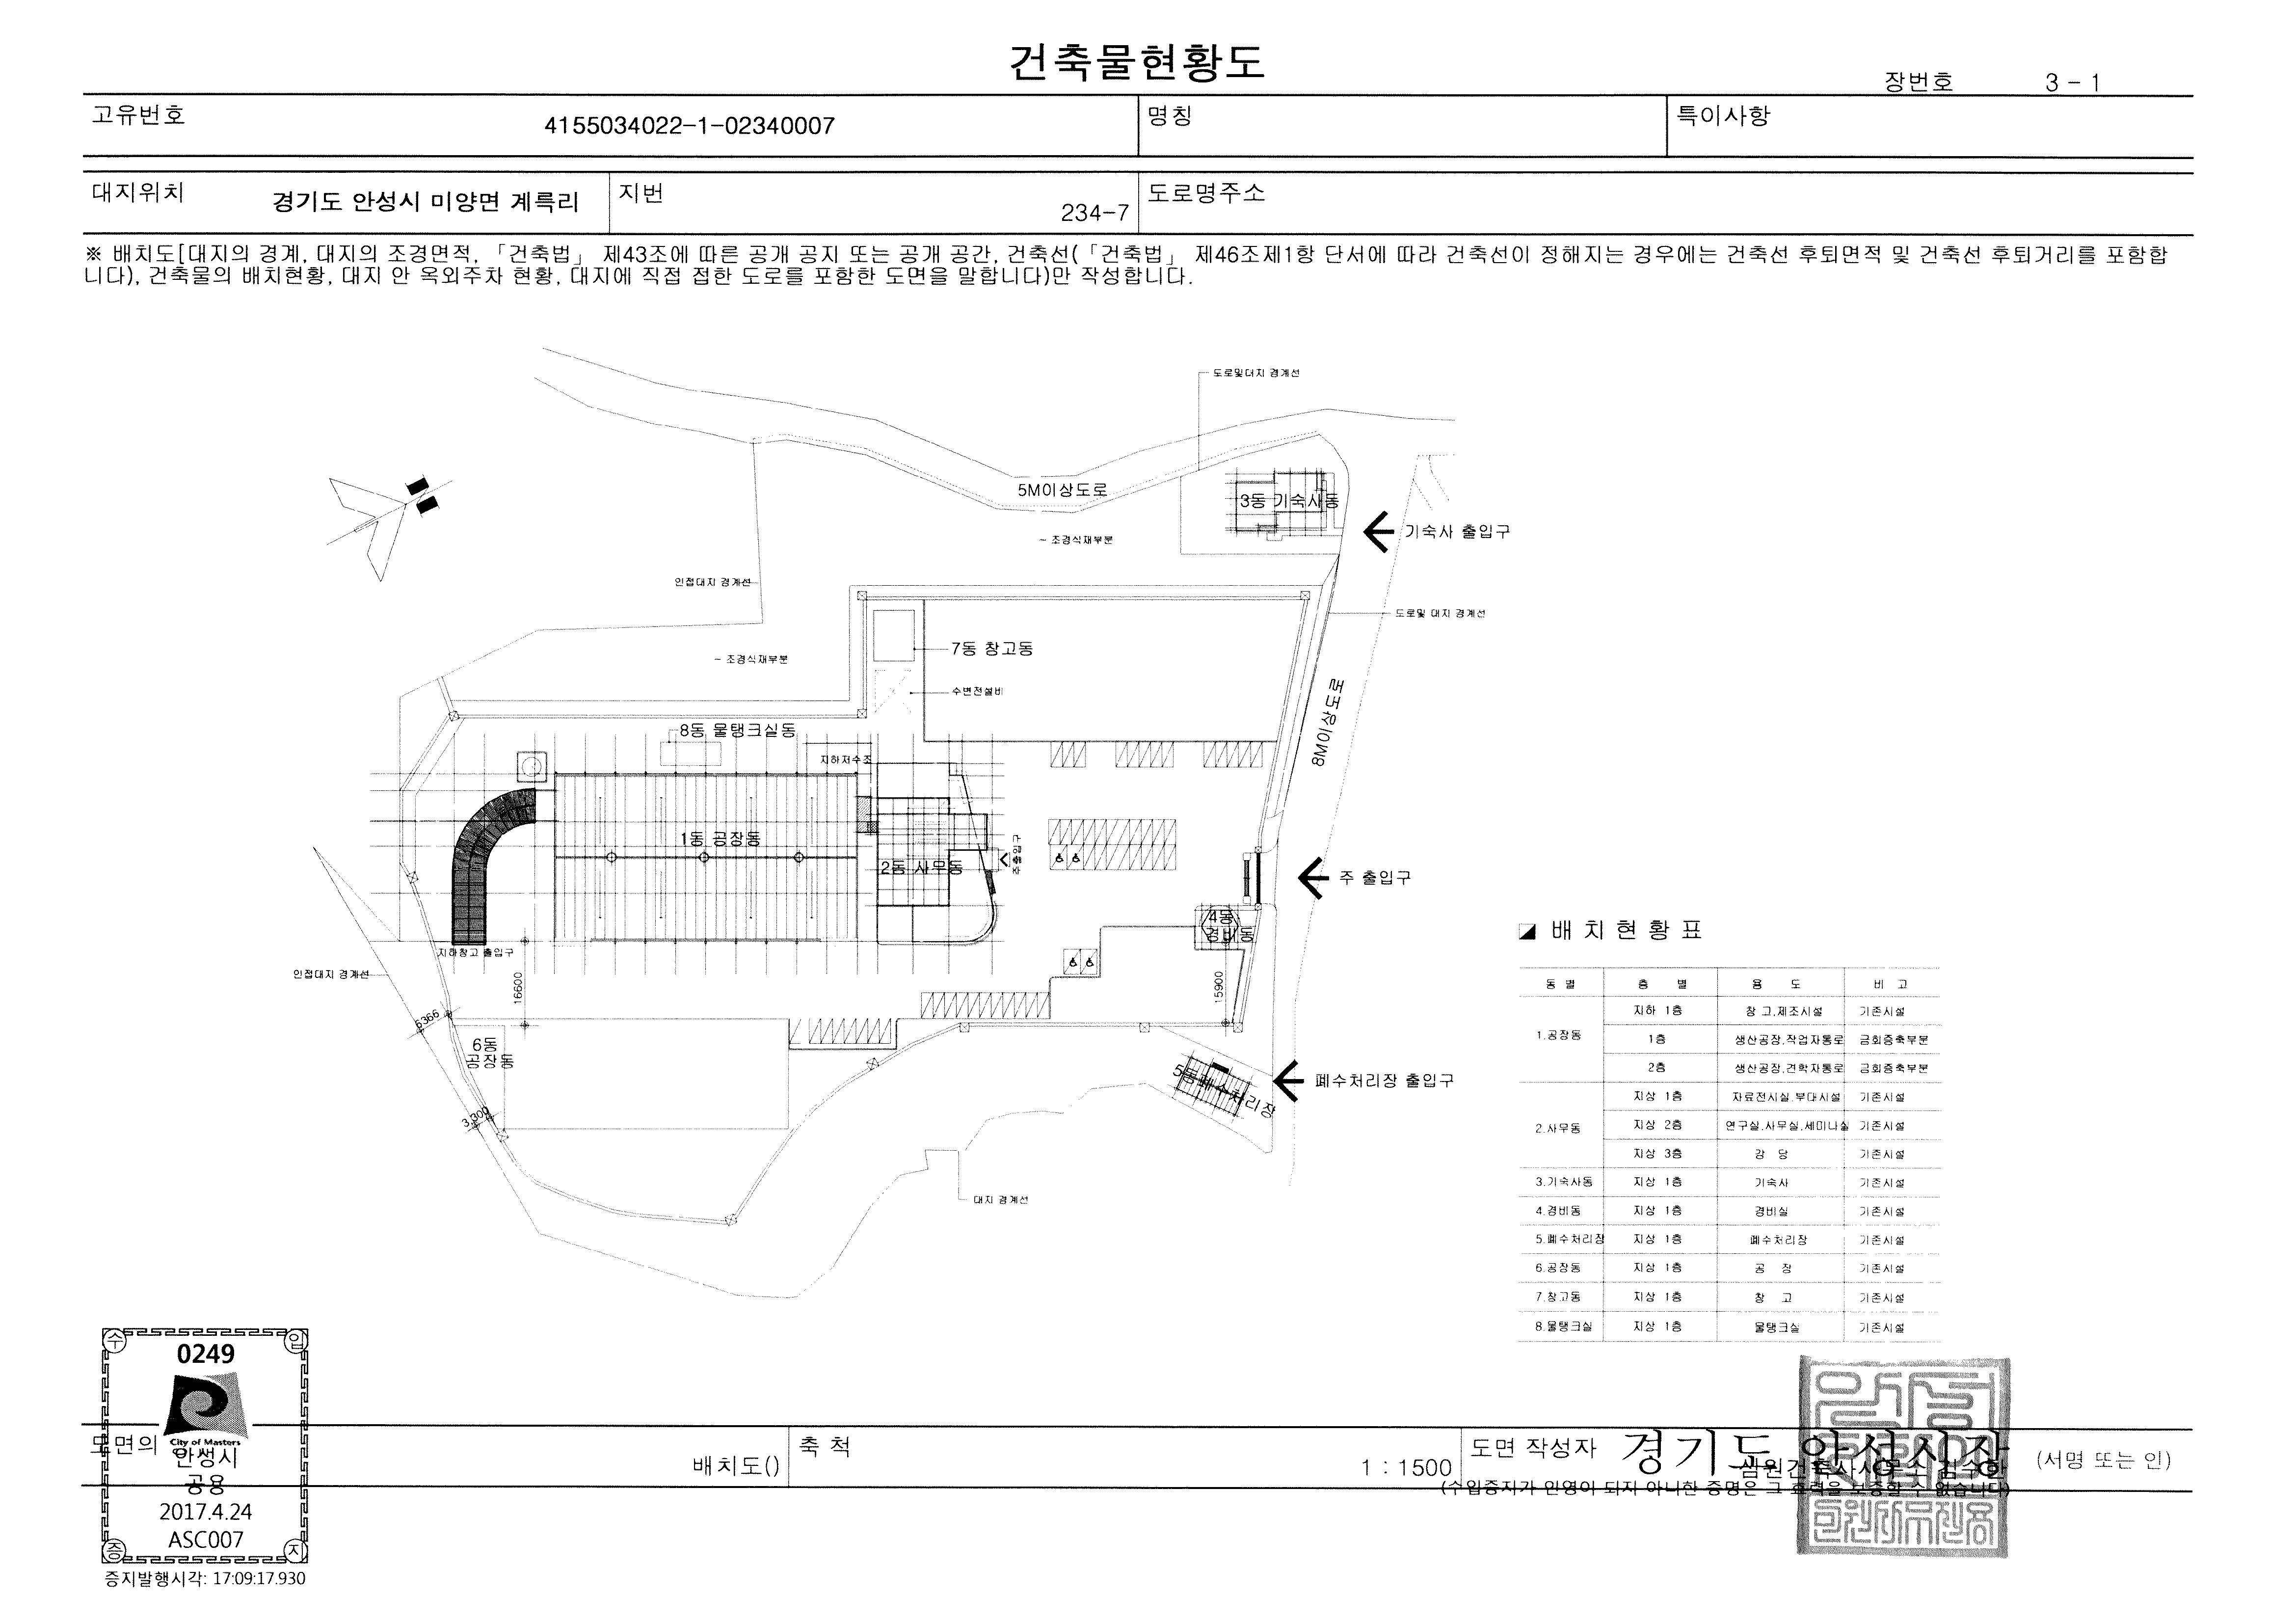 건축물현황도
장번호 3 - 1
고유번호 4155034022-1-02340007 명칭 특이사항
대지위치 경기도 안성시 미양면 계륵리 지번 234-7 도로명주소
※ 배치도[대지의 경계, 대지의 조경면적, 「건축법」 제43조에 따른 공개 공지 또는 공개 공간, 건축선(「건축법」 제46조제1항 단서에 따라 건축선이 정해지는 경우에는 건축선 후퇴면적 및 건축선 후퇴거리를 포함합
니다), 건축물의 배치현황, 대지 안 옥외주차 현황, 대지에 직접 접한 도로를 포함한 도면을 말합니다)만 작성합니다.
도로및대지 경계선
5M이상도로
3동 기숙사동
기숙사 출입구
조경식재부분
인접대지 경계선
도로및 대지 경계선
7동 창고동
조경식재부분
수변전설비
8M이상도로
8동 물탱크실동
지하저수조
1동 공장동
2동 사무동
주출입구
주 출입구
4동
경비동
지하창고 출입구
인접대지 경계선
16600
15900
6366
6동
공장동
3,300
5동폐수처리장
폐수처리장 출입구
대지 경계선
배 치 현 황 표
동 별 층 별 용 도 비 고
1.공장동 지하 1층 창 고,제조시설 기존시설
1층 생산공장,작업자통로 금회증축부분
2층 생산공장,견학자통로 금회증축부분
2.사무동 지상 1층 자료전시실,부대시설 기존시설
지상 2층 연구실,사무실,세미나실 기존시설
지상 3층 강 당 기존시설
3.기숙사동 지상 1층 기숙사 기존시설
4.경비동 지상 1층 경비실 기존시설
5.폐수처리장 지상 1층 폐수처리장 기존시설
6.공장동 지상 1층 공 장 기존시설
7.창고동 지상 1층 창 고 기존시설
8.물탱크실 지상 1층 물탱크실 기존시설
수 입
0249
City of Masters
안성시
공용
2017.4.24
ASC007
증 지
증지발행시각: 17:09:17.930
도면의 배치도() 축 척 1 : 1500 도면 작성자 삼원건축사사무소 (서명 또는 인)
경기도 안성시장
(수입증지가 인영이 되지 아니한 증명은 그 효력을 보증할 수 없습니다)